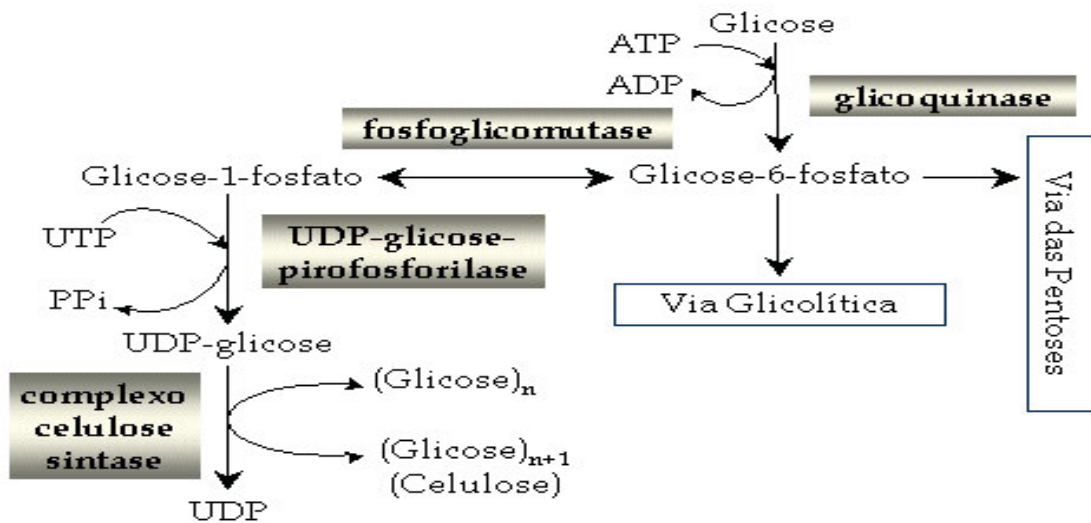 Glicose
ATP
ADP
glicoquinase
fosfoglicomutase
Glicose-1-fosfato
Glicose-6-fosfato
Via das Pentoses
UTP
UDP-glicose-
pirofosforilase
PPi
Via Glicolítica
UDP-glicose
complexo
celulose
sintase
(Glicose)n
(Glicose)n+1
(Celulose)
UDP